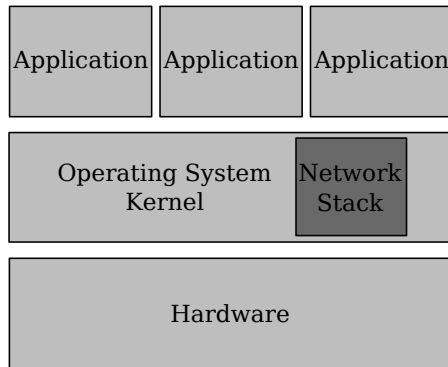 Application
Application
Application
Operating System
Kernel
Network
Stack
Hardware